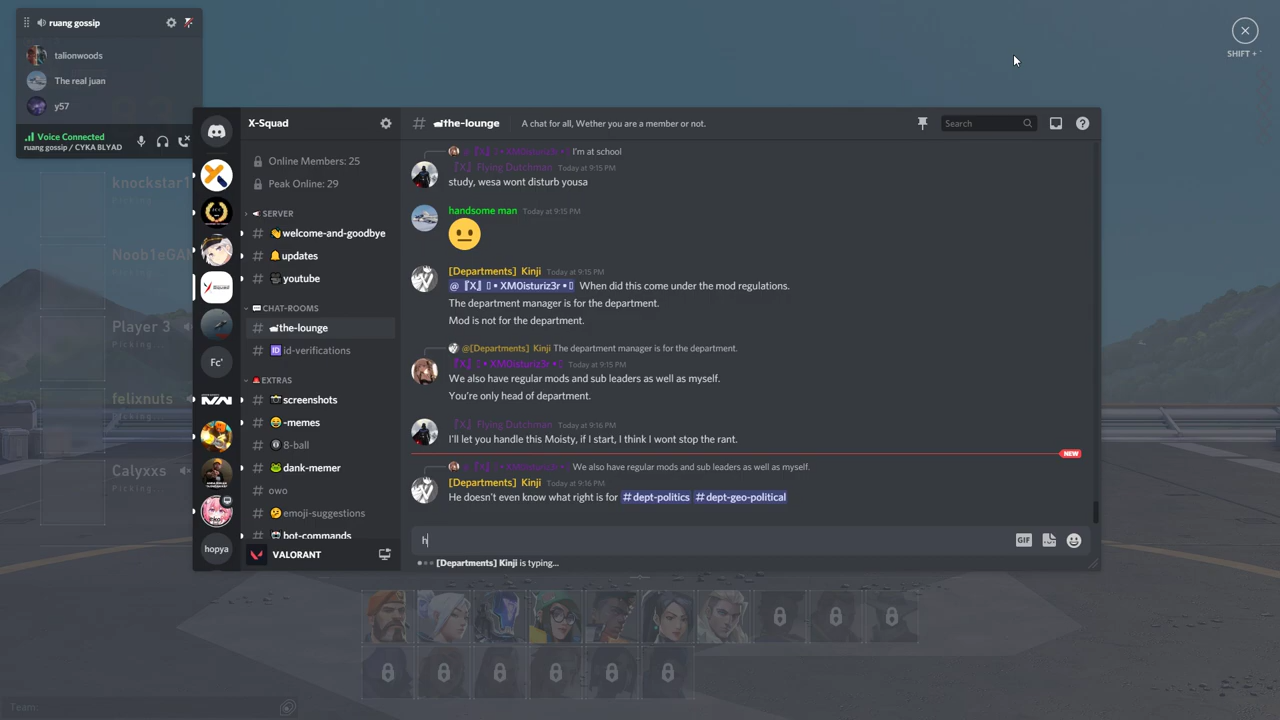 ruang gossip
talionwoods
The real juan
y57
Voice Connected
ruang gossip / CYKA BLYAD
SHIFT + `
knockstar1
Picking...
Player 3
Picking...
felixnuts
Calyxxs
Picking...
Team:
X-Squad
Online Members: 25
Peak Online: 29
SERVER
welcome-and-goodbye
updates
youtube
CHAT-ROOMS
the-lounge
id-verifications
EXTRAS
screenshots
-memes
8-ball
dank-memer
owo
emoji-suggestions
bot-commands
VALORANT
Fc'
hopya
# the-lounge
A chat for all, Wether you are a member or not.
Search
I'm at school
Flying Dutchman Today at 9:15 PM
study, wesa wont disturb yousa
handsome man Today at 9:15 PM
[Departments] Kinji Today at 9:15 PM
@『X』 • XM0isturiz3r • When did this come under the mod regulations.
The department manager is for the department.
Mod is not for the department.
@[Departments] Kinji The department manager is for the department.
『X』 • XM0isturiz3r • Today at 9:15 PM
We also have regular mods and sub leaders as well as myself.
You're only head of department.
『X』 Flying Dutchman Today at 9:16 PM
I'll let you handle this Moisty, if I start, I think I wont stop the rant.
NEW
@『X』 • XM0isturiz3r • We also have regular mods and sub leaders as well as myself.
[Departments] Kinji Today at 9:16 PM
He doesn't even know what right is for #dept-politics #dept-geo-political
h
GIF
[Departments] Kinji is typing...